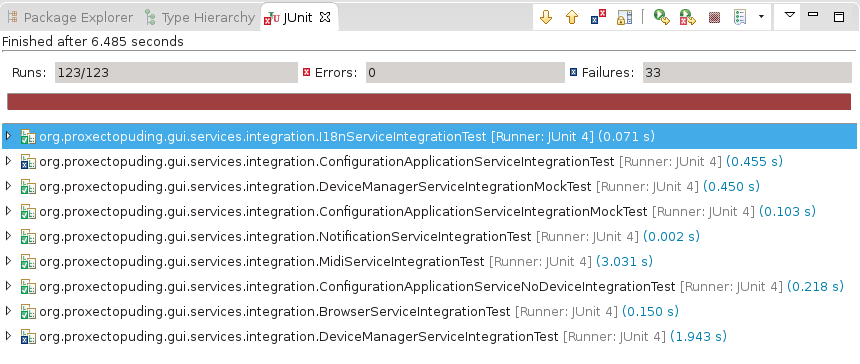 Package Explorer Type Hierarchy JUnit
Finished after 6.485 seconds
Runs: 123/123 Errors: 0 Failures: 33
org.proxectopuding.gui.services.integration.I18nServiceIntegrationTest [Runner: JUnit 4] (0.071 s)
org.proxectopuding.gui.services.integration.ConfigurationApplicationServiceIntegrationTest [Runner: JUnit 4] (0.455 s)
org.proxectopuding.gui.services.integration.DeviceManagerServiceIntegrationMockTest [Runner: JUnit 4] (0.450 s)
org.proxectopuding.gui.services.integration.ConfigurationApplicationServiceIntegrationMockTest [Runner: JUnit 4] (0.103 s)
org.proxectopuding.gui.services.integration.NotificationServiceIntegrationTest [Runner: JUnit 4] (0.002 s)
org.proxectopuding.gui.services.integration.MidiServiceIntegrationTest [Runner: JUnit 4] (3.031 s)
org.proxectopuding.gui.services.integration.ConfigurationApplicationServiceNoDeviceIntegrationTest [Runner: JUnit 4] (0.218 s)
org.proxectopuding.gui.services.integration.BrowserServiceIntegrationTest [Runner: JUnit 4] (0.150 s)
org.proxectopuding.gui.services.integration.DeviceManagerServiceIntegrationTest [Runner: JUnit 4] (1.943 s)